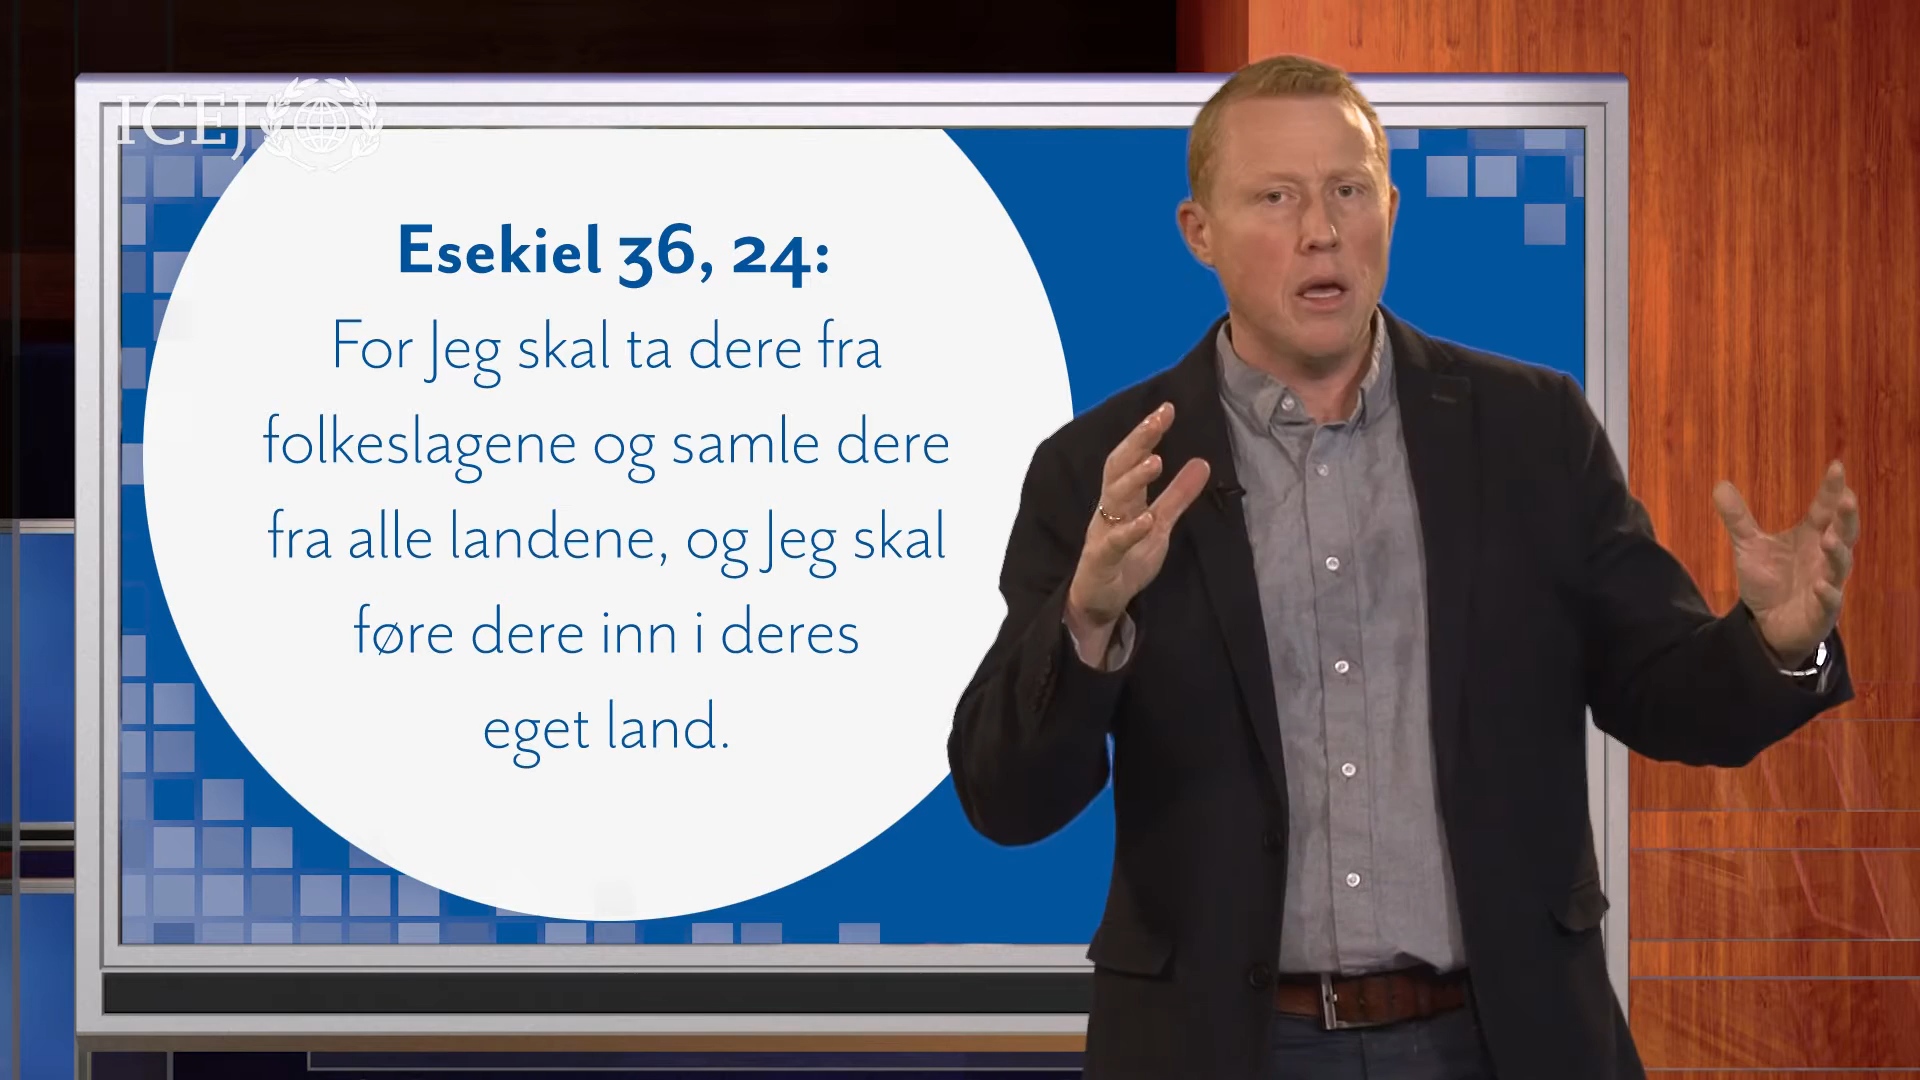 ICEJ
Esekiel 36, 24:
For Jeg skal ta dere fra
folkeslagene og samle dere
fra alle landene, og Jeg skal
føre dere inn i deres
eget land.